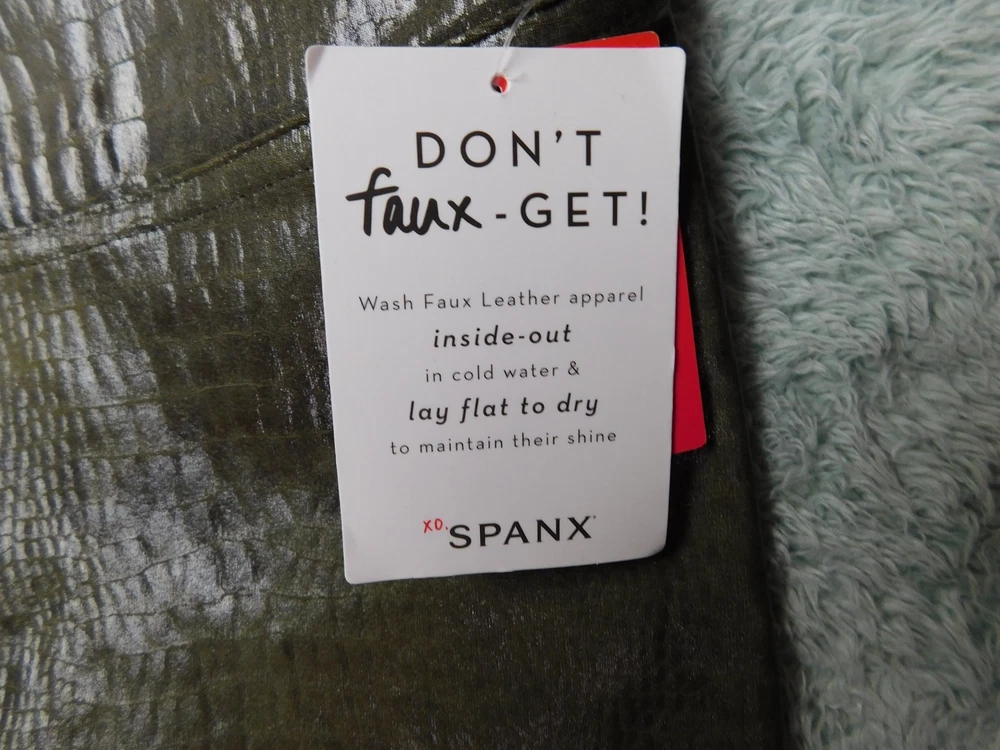 DON'T
faux-GET!
Wash Faux Leather apparel
inside-out
in cold water &
lay flat to dry
to maintain their shine
XO, SPANX